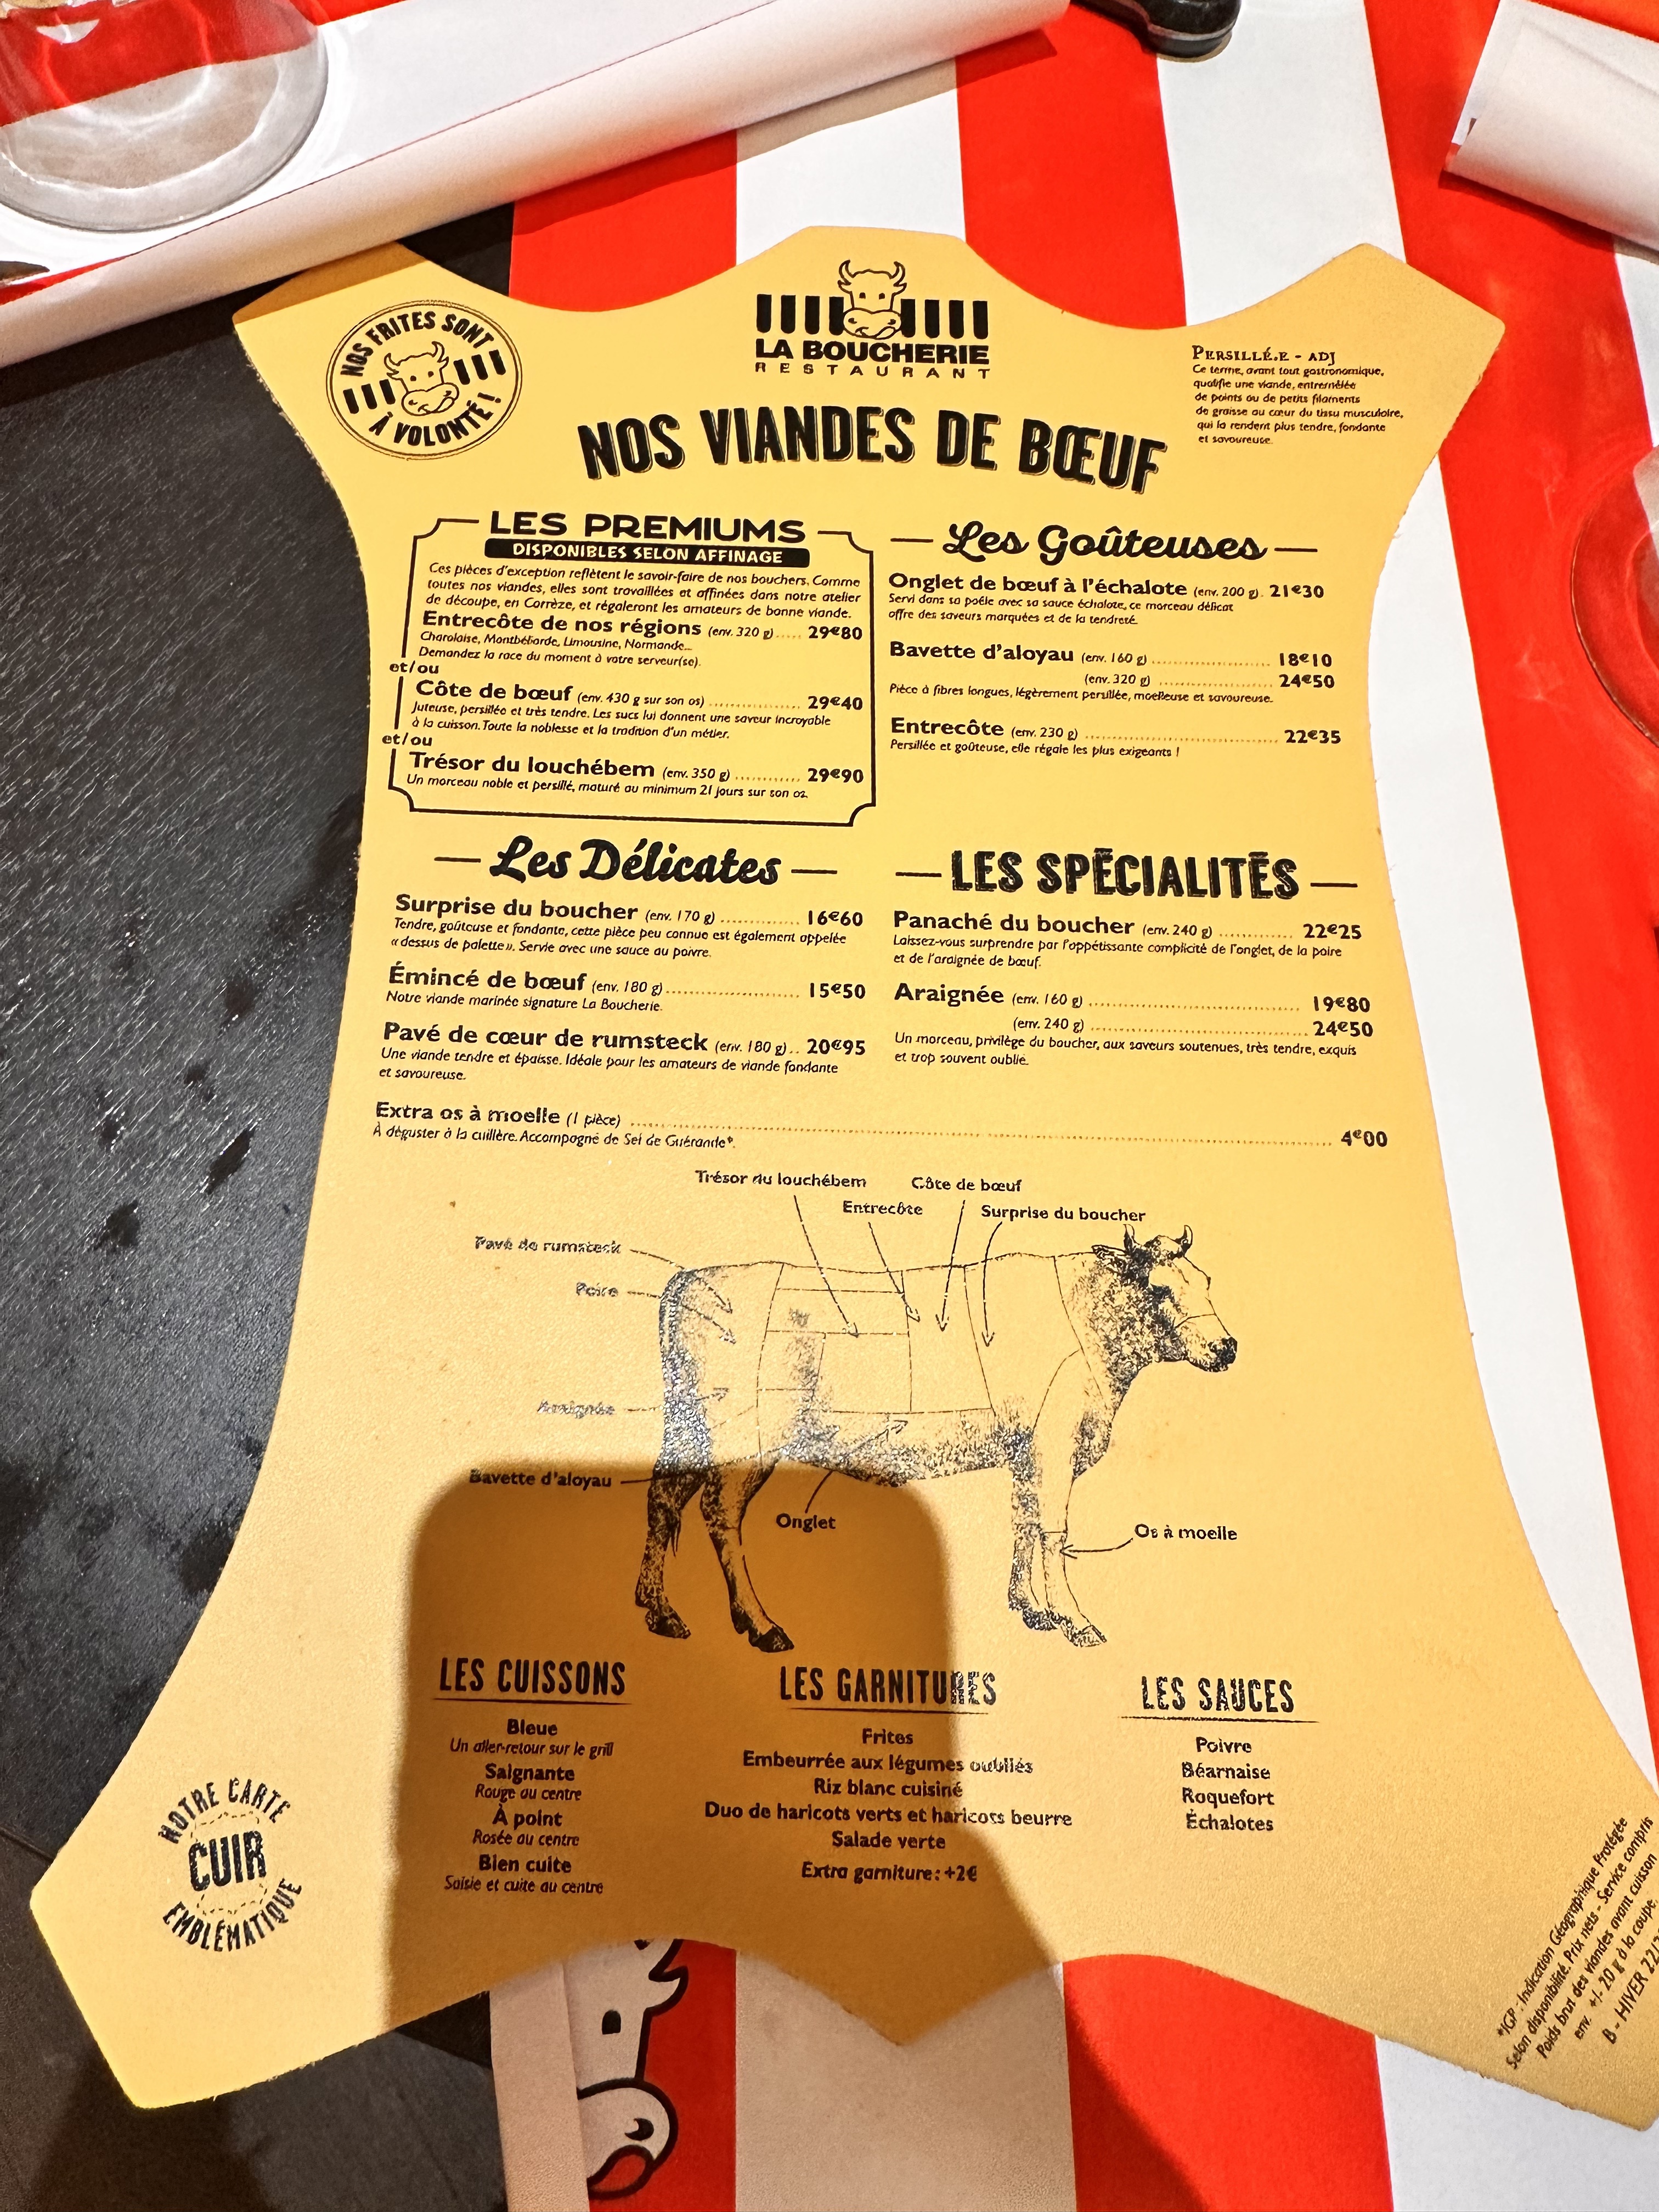 NOS FRITES SONT
À VOLONTÉ !
LA BOUCHERIE
RESTAURANT
PERSILLÉ.E - ADJ
Ce terme, avant tout gastronomique,
qualifie une viande, entremêlée
de points ou de petits filaments
de graisse au cœur du tissu musculaire,
qui la rendent plus tendre, fondante
et savoureuse.
NOS VIANDES DE BŒUF
LES PREMIUMS
DISPONIBLES SELON AFFINAGE
Ces pièces d'exception reflètent le savoir-faire de nos bouchers. Comme
toutes nos viandes, elles sont travaillées et affinées dans notre atelier
de découpe, en Corrèze, et régaleront les amateurs de bonne viande.
Entrecôte de nos régions (env. 320 g)..... 29€80
Charolaise, Montbéliarde, Limousine, Normande...
Demandez la race du moment à votre serveur(se).
et/ou
Côte de bœuf (env. 430 g sur son os) .................. 29€40
Juteuse, persillée et très tendre. Les sucs lui donnent une saveur incroyable
à la cuisson. Toute la noblesse et la tradition d'un métier.
et/ou
Trésor du louchébem (env. 350 g) ............ 29€90
Un morceau noble et persillé, maturé au minimum 21 jours sur son os.
Les Goûteuses
Onglet de bœuf à l'échalote (env. 200 g). 21€30
Servi dans sa poêle avec sa sauce échalote, ce morceau délicat
offre des saveurs marquées et de la tendreté.
Bavette d'aloyau (env. 160 g) ........................ 18€10
(env. 320 g) ........................ 24€50
Pièce à fibres longues, légèrement persillée, moelleuse et savoureuse.
Entrecôte (env. 230 g) ........................................ 22€35
Persillée et goûteuse, elle régale les plus exigeants !
Les Délicates
Surprise du boucher (env. 170 g) .............. 16€60
Tendre, goûteuse et fondante, cette pièce peu connue est également appelée
« dessus de palette ». Servie avec une sauce au poivre.
Émincé de bœuf (env. 180 g)........................... 15€50
Notre viande marinée signature La Boucherie.
Pavé de cœur de rumsteck (env. 180 g).. 20€95
Une viande tendre et épaisse. Idéale pour les amateurs de viande fondante
et savoureuse.
LES SPÉCIALITÉS
Panaché du boucher (env. 240 g) .............. 22€25
Laissez-vous surprendre par l'appétissante complicité de l'onglet, de la poire
et de l'araignée de bœuf.
Araignée (env. 160 g) ........................................ 19€80
(env. 240 g) ........................................ 24€50
Un morceau, privilège du boucher, aux saveurs soutenues, très tendre, exquis
et trop souvent oublié.
Extra os à moelle (1 pièce) ........................................ 4€00
À déguster à la cuillère. Accompagné de Sel de Guérande*.
Trésor du louchébem
Côte de bœuf
Entrecôte
Surprise du boucher
Pavé de rumsteck
Poire
Araignée
Bavette d'aloyau
Onglet
Os à moelle
LES CUISSONS
Bleue
Un aller-retour sur le grill
Saignante
Rouge au centre
À point
Rosée au centre
Bien cuite
Saisie et cuite au centre
LES GARNITURES
Frites
Embeurrée aux légumes oubliés
Riz blanc cuisiné
Duo de haricots verts et haricots beurre
Salade verte
Extra garniture : +2€
LES SAUCES
Poivre
Béarnaise
Roquefort
Échalotes
NOTRE CARTE
CUIR
EMBLÉMATIQUE
*IGP : Indication Géographique Protégée
Selon disponibilité. Prix nets - Service compris
Poids brut des viandes avant cuisson
env. +/- 20 g à la coupe.
B - HIVER